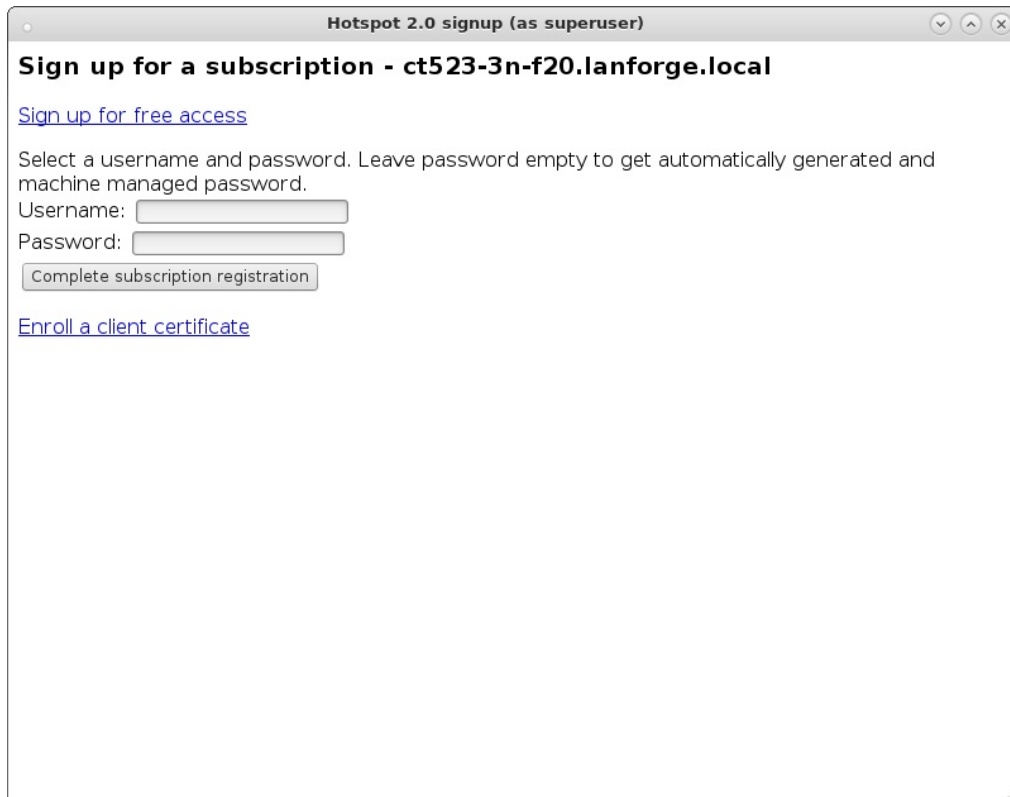 Hotspot 2.0 signup (as superuser)
Sign up for a subscription - ct523-3n-f20.lanforge.local
Sign up for free access
Select a username and password. Leave password empty to get automatically generated and
machine managed password.
Username:
Password:
Complete subscription registration
Enroll a client certificate